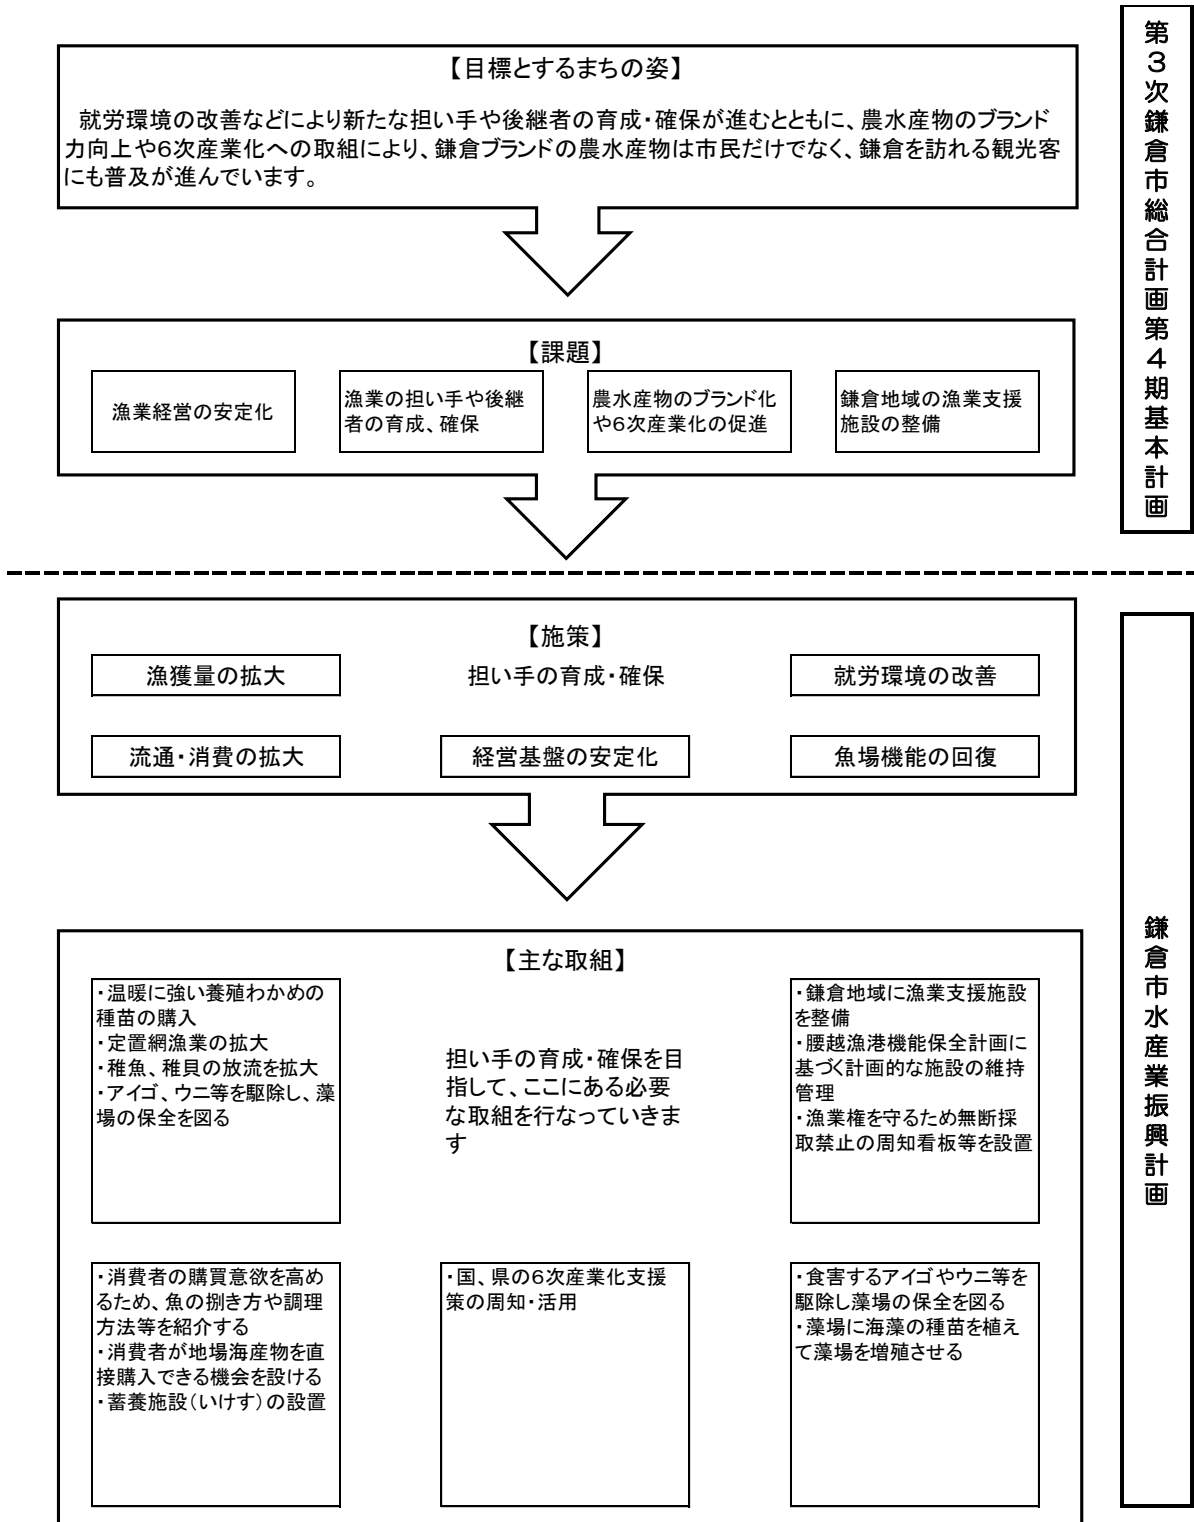 【目標とするまちの姿】
就労環境の改善などにより新たな担い手や後継者の育成・確保が進むとともに、農水産物のブランド
力向上や6次産業化への取組により、鎌倉ブランドの農水産物は市民だけでなく、鎌倉を訪れる観光客
にも普及が進んでいます。
【課題】
漁業経営の安定化
漁業の担い手や後継
者の育成、確保
農水産物のブランド化
や6次産業化の促進
鎌倉地域の漁業支援
施設の整備
第3次鎌倉市総合計画第4期基本計画
【施策】
漁獲量の拡大
担い手の育成・確保
就労環境の改善
流通・消費の拡大
経営基盤の安定化
魚場機能の回復
【主な取組】
・温暖に強い養殖わかめの
種苗の購入
・定置網漁業の拡大
・稚魚、稚貝の放流を拡大
・アイゴ、ウニ等を駆除し、藻
場の保全を図る
担い手の育成・確保を目
指して、ここにある必要
な取組を行なっていきま
す
・鎌倉地域に漁業支援施設
を整備
・腰越漁港機能保全計画に
基づく計画的な施設の維持
管理
・漁業権を守るため無断採
取禁止の周知看板等を設置
・消費者の購買意欲を高め
るため、魚の捌き方や調理
方法等を紹介する
・消費者が地場海産物を直
接購入できる機会を設ける
・蓄養施設(いけす)の設置
・国、県の6次産業化支援
策の周知・活用
・食害するアイゴやウニ等を
駆除し藻場の保全を図る
・藻場に海藻の種苗を植え
て藻場を増殖させる
鎌倉市水産業振興計画